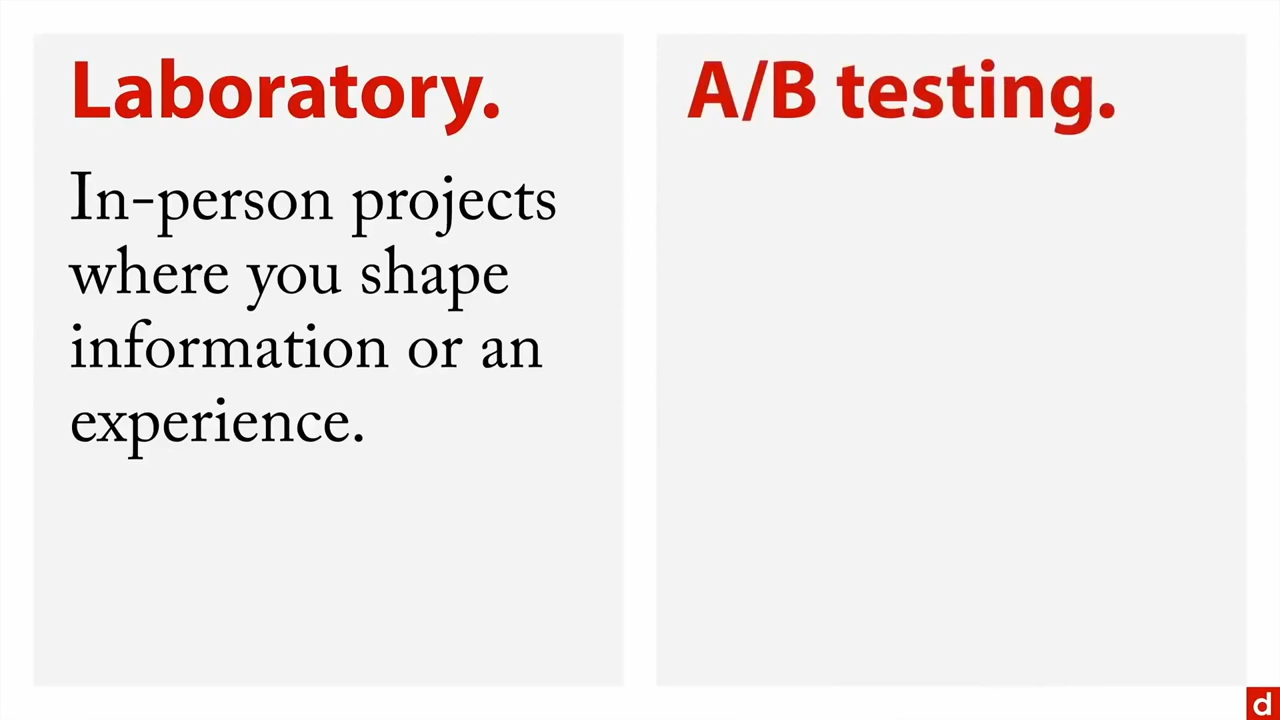 Laboratory.
In-person projects
where you shape
information or an
experience.
A/B testing.
d